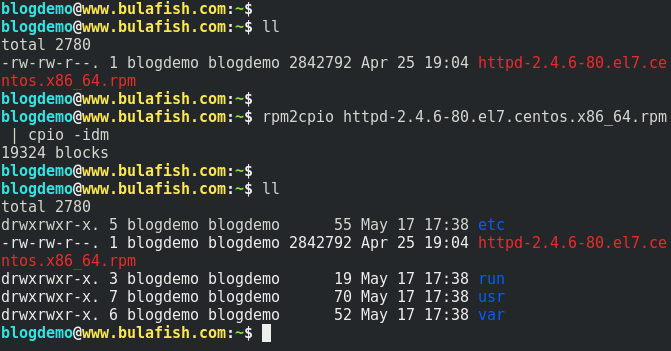 blogdemo@www.bulafish.com:~$
blogdemo@www.bulafish.com:~$ ll
total 2780
-rw-rw-r--. 1 blogdemo blogdemo 2842792 Apr 25 19:04 httpd-2.4.6-80.el7.ce
ntos.x86_64.rpm
blogdemo@www.bulafish.com:~$
blogdemo@www.bulafish.com:~$ rpm2cpio httpd-2.4.6-80.el7.centos.x86_64.rpm
 | cpio -idm
19324 blocks
blogdemo@www.bulafish.com:~$
blogdemo@www.bulafish.com:~$ ll
total 2780
drwxrwxr-x. 5 blogdemo blogdemo      55 May 17 17:38 etc
-rw-rw-r--. 1 blogdemo blogdemo 2842792 Apr 25 19:04 httpd-2.4.6-80.el7.ce
ntos.x86_64.rpm
drwxrwxr-x. 3 blogdemo blogdemo      19 May 17 17:38 run
drwxrwxr-x. 7 blogdemo blogdemo      70 May 17 17:38 usr
drwxrwxr-x. 6 blogdemo blogdemo      52 May 17 17:38 var
blogdemo@www.bulafish.com:~$